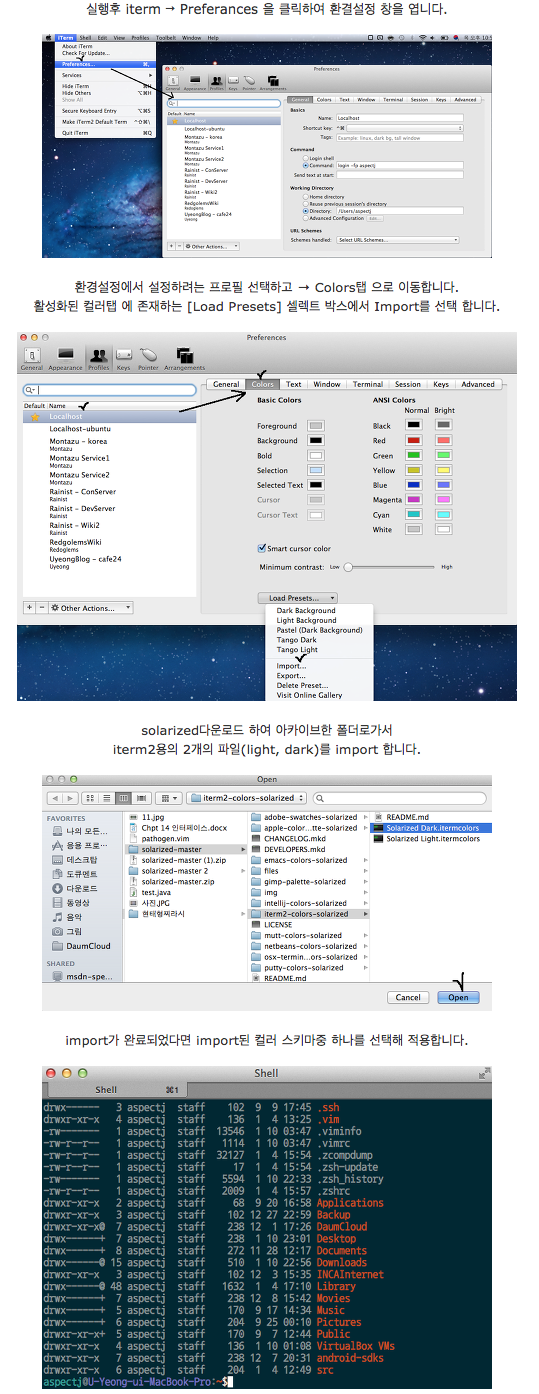 실행후 iterm → Preferances 을 클릭하여 환결설정 창을 엽니다.
iTerm Shell Edit View Profiles Toolbelt Window Help
About iTerm
Check For Update...
Preferences... ⌘,
Services
Hide iTerm ⌘H
Hide Others ⌥⌘H
Show All
Secure Keyboard Entry ⌥⌘S
Make iTerm2 Default Term ^⇧⌘\
Quit iTerm ⌘Q
Preferences
General Appearance Profiles Keys Pointer Arrangements
Default Name
Localhost
Localhost-ubuntu
Montazu - korea
Montazu
Montazu Service1
Montazu
Montazu Service2
Montazu
Rainist - ConServer
Rainist
Rainist - DevServer
Rainist
Rainist - Wiki2
Rainist
RedgolemsWiki
Redoglems
UyeongBlog - cafe24
Uyeong
+ - Other Actions...
General Colors Text Window Terminal Session Keys Advanced
Basics
Name: Localhost
Shortcut key: ^⌘
Tags: Example: linux, dark bg, tall window
Command
Login shell
Command: login -fp aspectj
Send text at start:
Working Directory
Home directory
Reuse previous session's directory
Directory: /Users/aspectj
Advanced Configuration Edit...
URL Schemes
Schemes handled: Select URL Schemes...
환경설정에서 설정하려는 프로필 선택하고 → Colors탭 으로 이동합니다.
활성화된 컬러탭 에 존재하는 [Load Presets] 셀렉트 박스에서 Import를 선택 합니다.
Preferences
General Appearance Profiles Keys Pointer Arrangements
Default Name
Localhost
Localhost-ubuntu
Montazu - korea
Montazu
Montazu Service1
Montazu
Montazu Service2
Montazu
Rainist - ConServer
Rainist
Rainist - DevServer
Rainist
Rainist - Wiki2
Rainist
RedgolemsWiki
Redoglems
UyeongBlog - cafe24
Uyeong
+ - Other Actions...
General Colors Text Window Terminal Session Keys Advanced
Basic Colors
Foreground
Background
Bold
Selection
Selected Text
Cursor
Cursor Text
ANSI Colors
Normal Bright
Black
Red
Green
Yellow
Blue
Magenta
Cyan
White
Smart cursor color
Minimum contrast: Low High
Load Presets...
Dark Background
Light Background
Pastel (Dark Background)
Tango Dark
Tango Light
Import...
Export...
Delete Preset...
Visit Online Gallery
solarized다운로드 하여 아카이브한 폴더로가서
iterm2용의 2개의 파일(light, dark)를 import 합니다.
Open
iterm2-colors-solarized
FAVORITES
나의 모든...
응용 프로...
데스크탑
도큐멘트
다운로드
동영상
음악
그림
DaumCloud
SHARED
msdn-spe...
11.jpg
Chpt 14 인터페이스.docx
pathogen.vim
solarized-master
solarized-master (1).zip
solarized-master 2
solarized-master.zip
test.java
사진.JPG
현테형찌라시
adobe-swatches-solarized
apple-color...tte-solarized
CHANGELOG.mkd
DEVELOPERS.mkd
emacs-colors-solarized
files
gimp-palette-solarized
img
intellij-colors-solarized
iterm2-colors-solarized
LICENSE
mutt-colors-solarized
netbeans-colors-solarized
osx-termin...ors-solarized
putty-colors-solarized
README.md
README.md
Solarized Dark.itermcolors
Solarized Light.itermcolors
Cancel Open
import가 완료되었다면 import된 컬러 스키마중 하나를 선택해 적용합니다.
Shell
Shell ⌘1
drwx------ 3 aspectj staff 102 9 9 17:45 .ssh
drwxr-xr-x 4 aspectj staff 136 1 4 13:25 .vim
-rw------- 1 aspectj staff 13546 1 10 03:47 .viminfo
-rw-r--r-- 1 aspectj staff 1114 1 10 03:47 .vimrc
-rw-r--r-- 1 aspectj staff 32127 1 4 15:54 .zcompdump
-rw-r--r-- 1 aspectj staff 17 1 4 15:54 .zsh-update
-rw------- 1 aspectj staff 5594 1 10 22:33 .zsh_history
-rw-r--r-- 1 aspectj staff 2009 1 4 15:57 .zshrc
drwxr-xr-x 2 aspectj staff 68 9 20 16:58 Applications
drwxr-xr-x 3 aspectj staff 102 12 27 22:59 Backup
drwxr-xr-x@ 7 aspectj staff 238 12 1 17:26 DaumCloud
drwx------+ 7 aspectj staff 238 1 10 23:01 Desktop
drwx------+ 8 aspectj staff 272 11 28 12:17 Documents
drwx------@ 15 aspectj staff 510 1 10 22:56 Downloads
drwxr-xr-x 3 aspectj staff 102 12 3 15:35 INCAInternet
drwx------@ 48 aspectj staff 1632 1 4 17:10 Library
drwx------+ 7 aspectj staff 238 12 8 15:42 Movies
drwx------+ 5 aspectj staff 170 9 17 14:34 Music
drwx------+ 6 aspectj staff 204 9 25 00:10 Pictures
drwxr-xr-x+ 5 aspectj staff 170 9 7 12:44 Public
drwxr-xr-x 4 aspectj staff 136 1 10 01:08 VirtualBox VMs
drwxr-xr-x 7 aspectj staff 238 12 7 20:31 android-sdks
drwxr-xr-x 6 aspectj staff 204 1 4 12:49 src
aspectj@U-Yeong-ui-MacBook-Pro:~$